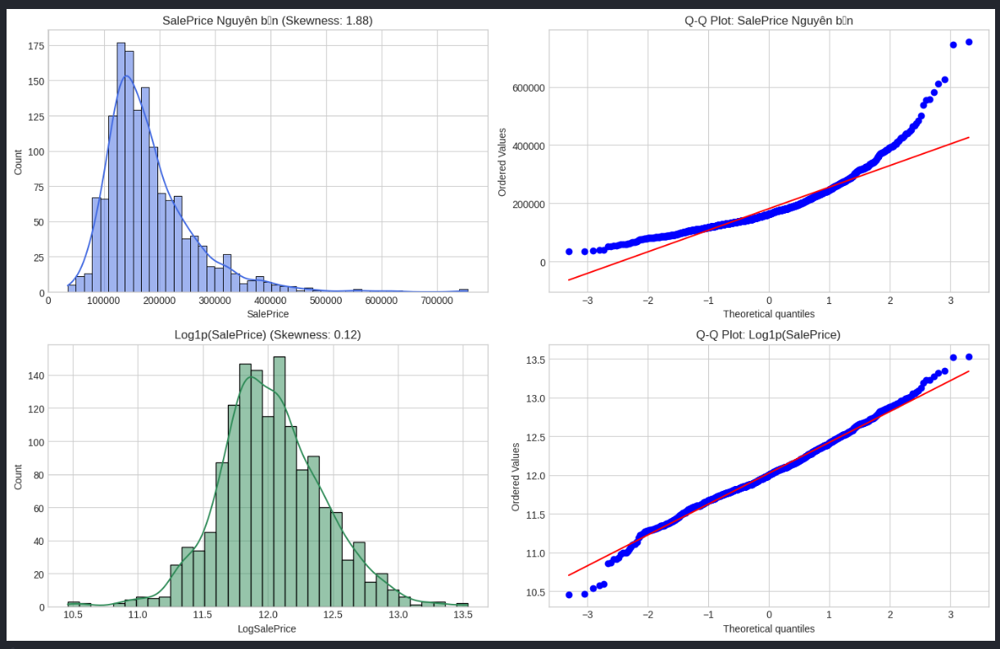 SalePrice Nguyên b▯n (Skewness: 1.88)
Count
175
150
125
100
75
50
25
0
0 100000 200000 300000 400000 500000 600000 700000
SalePrice
Q-Q Plot: SalePrice Nguyên b▯n
Ordered Values
600000
400000
200000
0
−3 −2 −1 0 1 2 3
Theoretical quantiles
Log1p(SalePrice) (Skewness: 0.12)
Count
140
120
100
80
60
40
20
0
10.5 11.0 11.5 12.0 12.5 13.0 13.5
LogSalePrice
Q-Q Plot: Log1p(SalePrice)
Ordered Values
13.5
13.0
12.5
12.0
11.5
11.0
10.5
−3 −2 −1 0 1 2 3
Theoretical quantiles